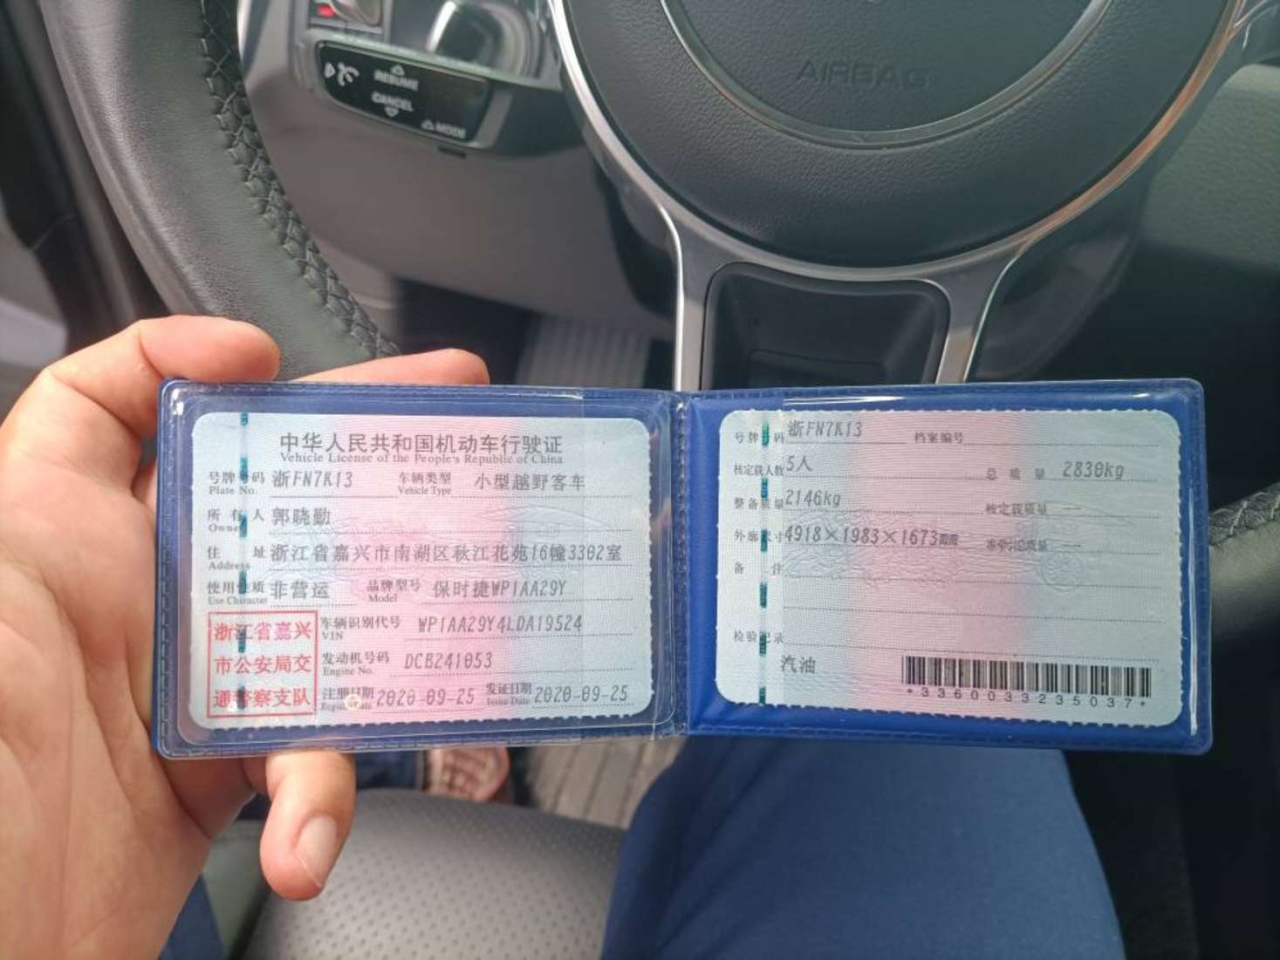 RESUME
CANCEL
MODE
AIRBAG
中华人民共和国机动车行驶证
Vehicle License of the People's Republic of China
号牌号码 浙FN7K13 车辆类型 小型越野客车
Plate No. Vehicle Type
所有人 郭晓勤
Owner
住址 浙江省嘉兴市南湖区秋江花苑16幢3302室
Address
使用性质 非营运 品牌型号 保时捷WP1AA29Y
Use Character Model
浙江省嘉兴
市公安局交
通警察支队
车辆识别代号 WP1AA29Y4LDA19524
VIN
发动机号码 DCB241053
Engine No.
注册日期 2020-09-25 发证日期 2020-09-25
Register Date Issue Date
号牌号码 浙FN7K13 档案编号
核定载人数 5人 总质量 2830kg
整备质量 2146kg 核定载质量 --
外廓尺寸 4918×1983×1673mm 准牵引总质量 --
备注
检验记录
汽油
*3360033235037*